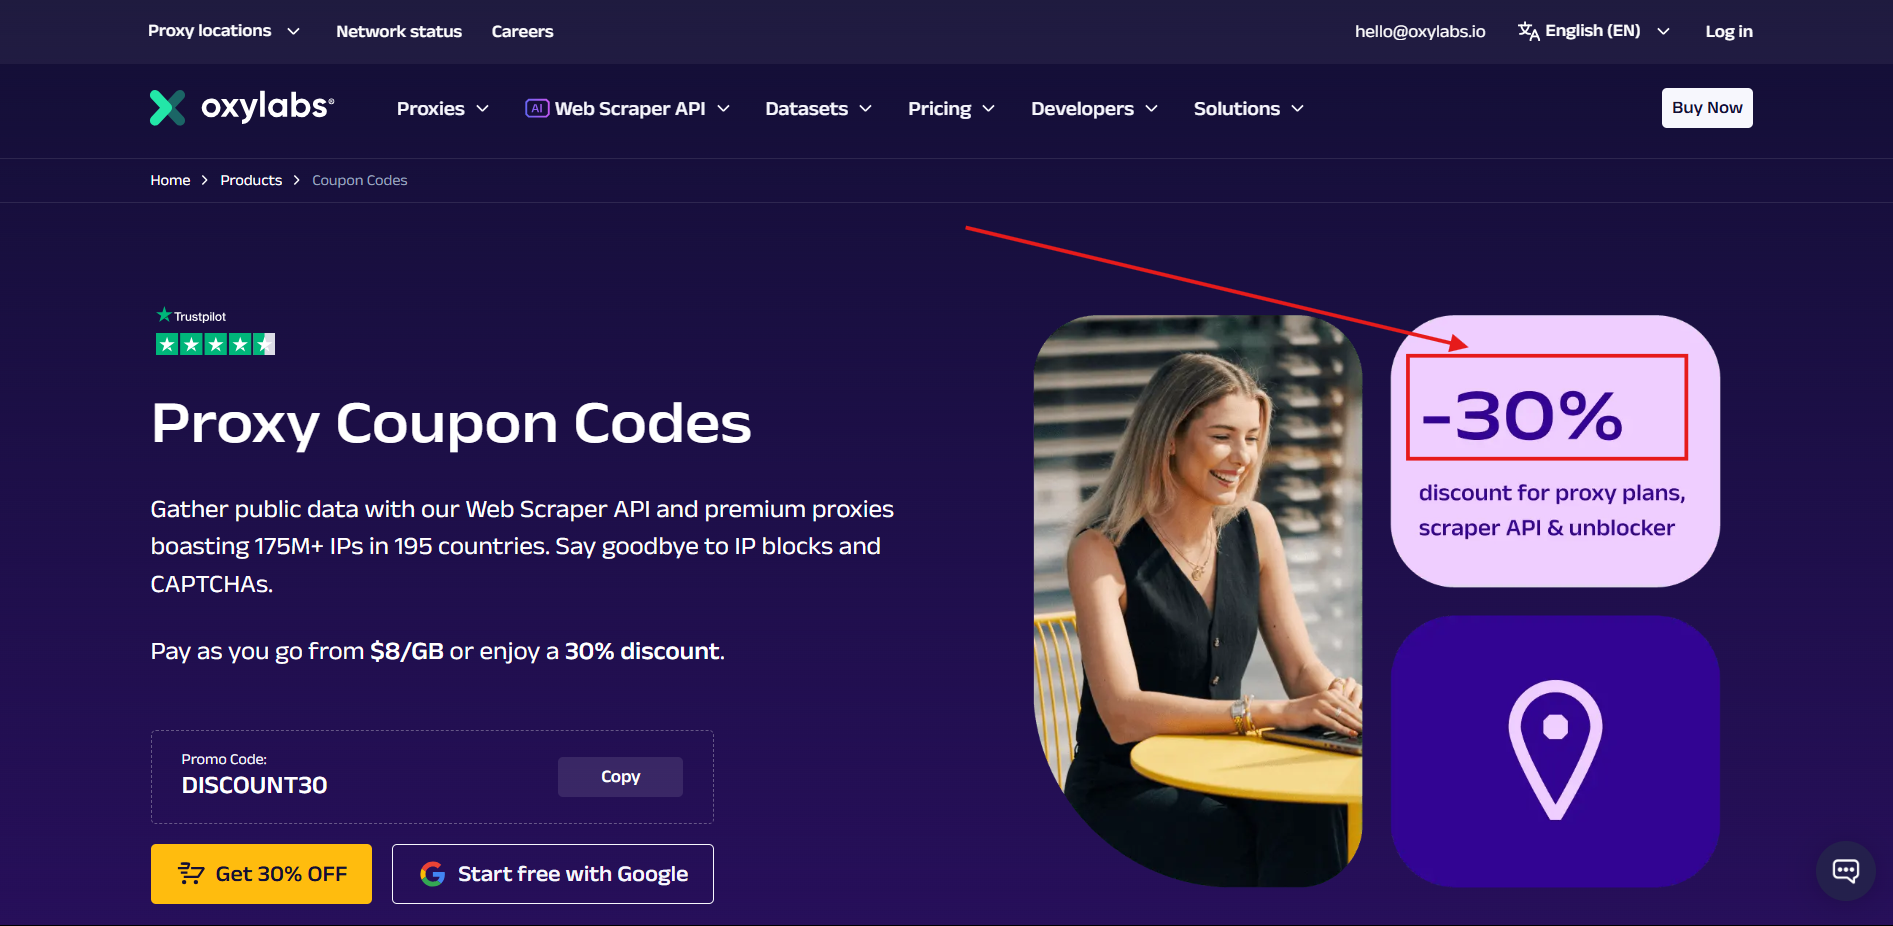 Proxy locations
Network status
Careers
hello@oxylabs.io
English (EN)
Log in
oxylabs®
Proxies
AI Web Scraper API
Datasets
Pricing
Developers
Solutions
Buy Now
Home
Products
Coupon Codes
Trustpilot
Proxy Coupon Codes
Gather public data with our Web Scraper API and premium proxies
boasting 175M+ IPs in 195 countries. Say goodbye to IP blocks and
CAPTCHAs.
Pay as you go from $8/GB or enjoy a 30% discount.
Promo Code:
DISCOUNT30
Copy
Get 30% OFF
Start free with Google
-30%
discount for proxy plans,
scraper API & unblocker